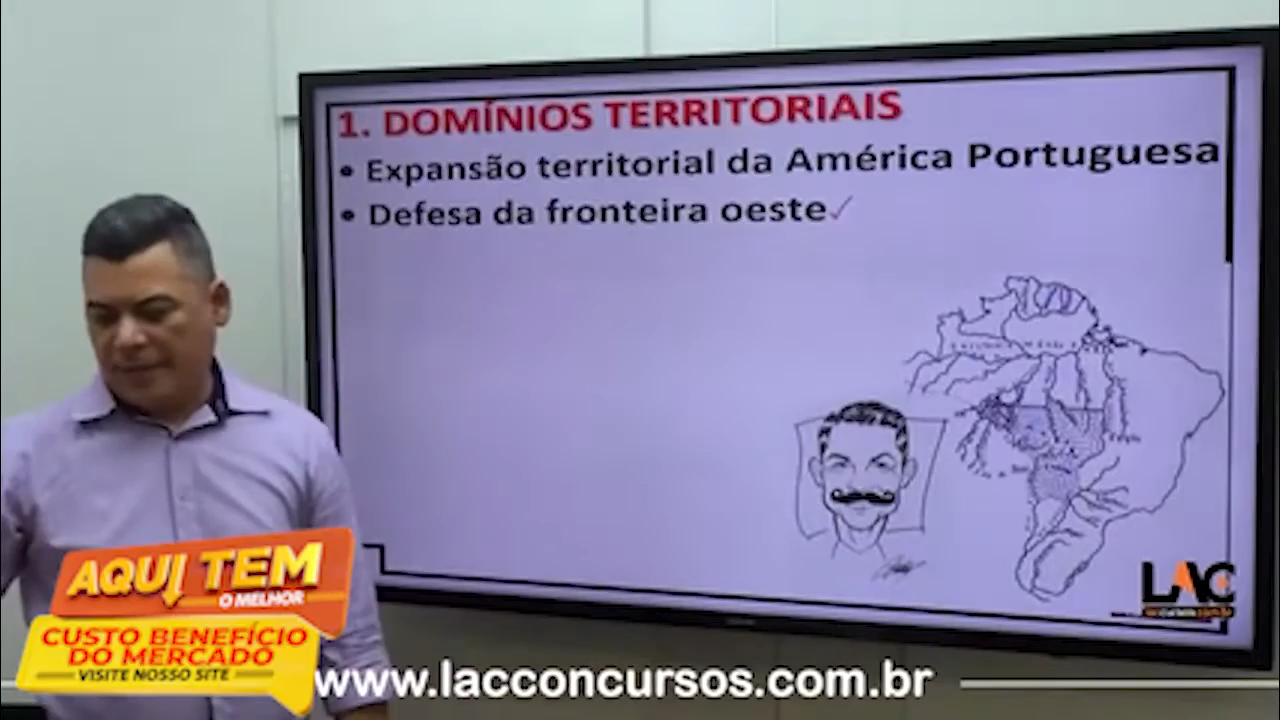 1. DOMÍNIOS TERRITORIAIS
• Expansão territorial da América Portuguesa
• Defesa da fronteira oeste✓
LAC
AQUI TEM
O MELHOR
CUSTO BENEFÍCIO
DO MERCADO
VISITE NOSSO SITE
www.lacconcursos.com.br